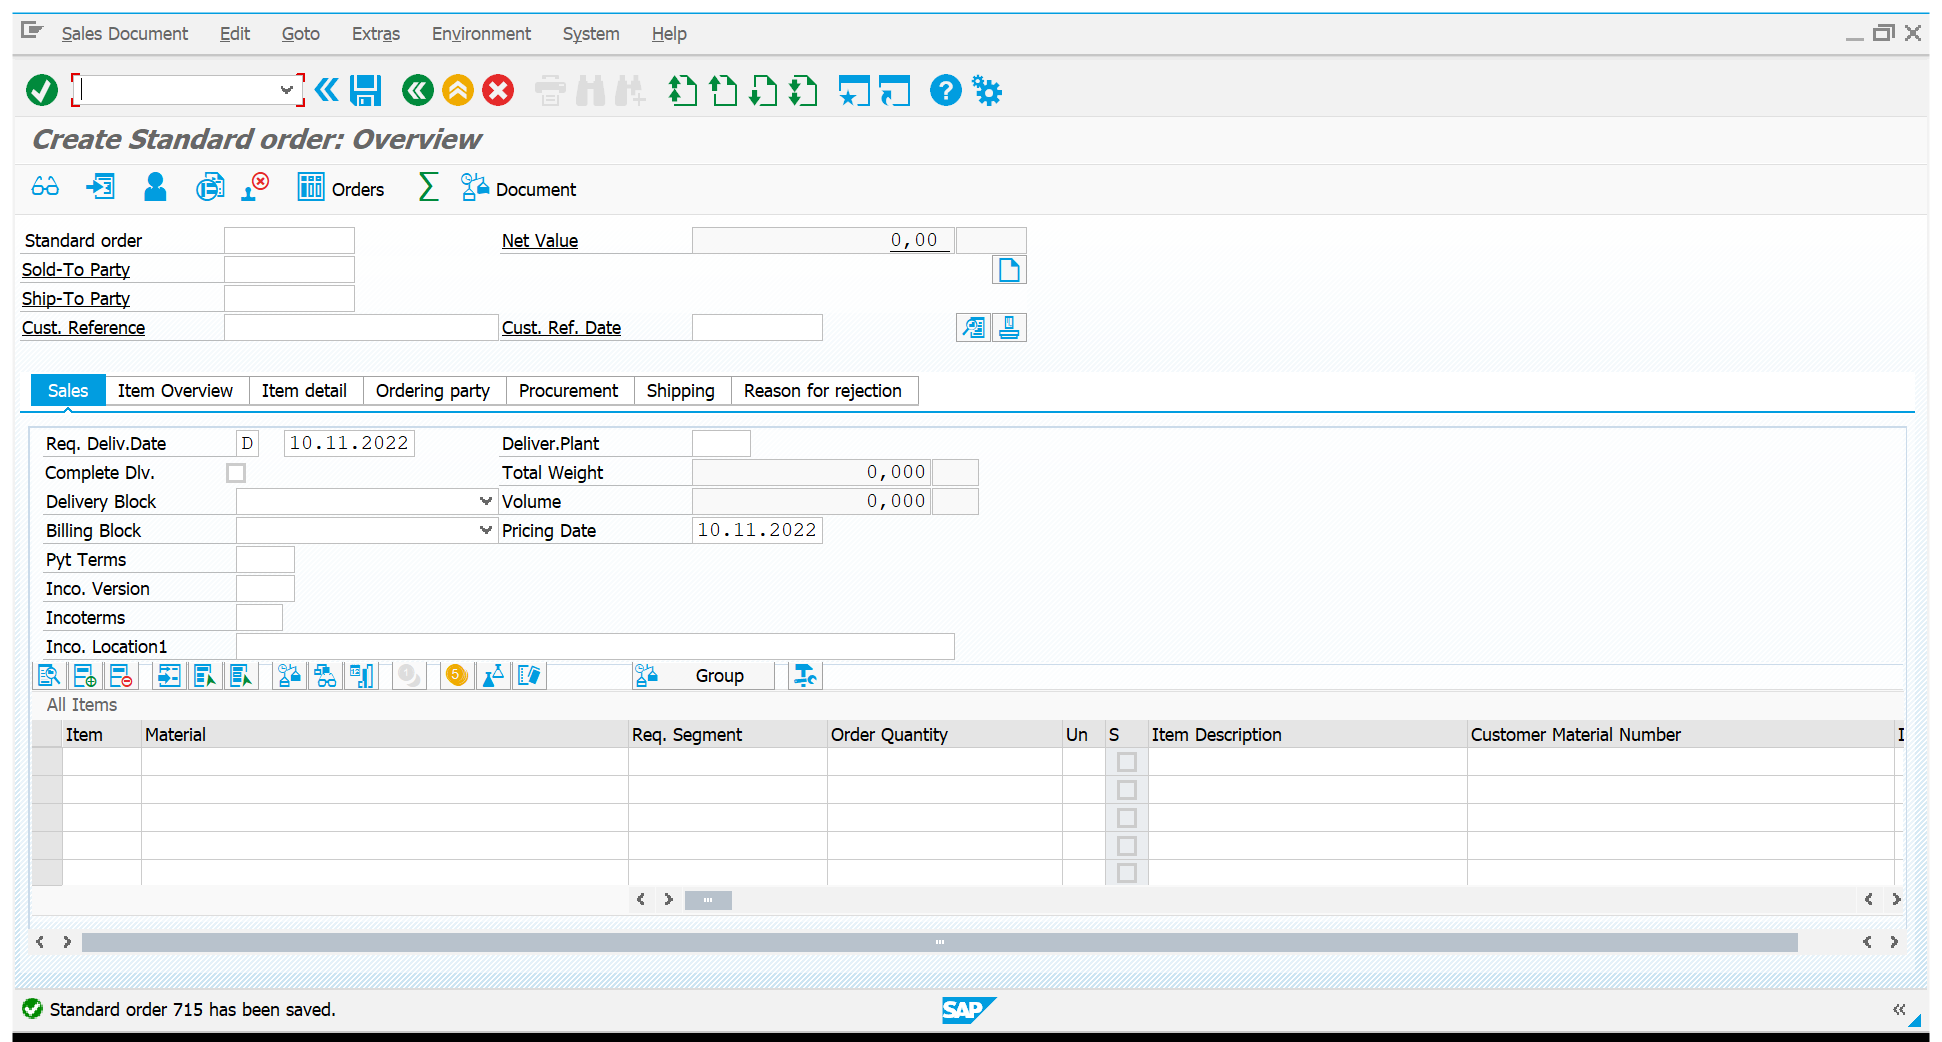 Sales Document Edit Goto Extras Environment System Help
Create Standard order: Overview
Orders Document
Standard order Net Value 0,00
Sold-To Party
Ship-To Party
Cust. Reference Cust. Ref. Date
Sales Item Overview Item detail Ordering party Procurement Shipping Reason for rejection
Req. Deliv.Date D 10.11.2022 Deliver.Plant
Complete Dlv. Total Weight 0,000
Delivery Block Volume 0,000
Billing Block Pricing Date 10.11.2022
Pyt Terms
Inco. Version
Incoterms
Inco. Location1
Group
All Items
Item Material Req. Segment Order Quantity Un S Item Description Customer Material Number I
Standard order 715 has been saved. SAP